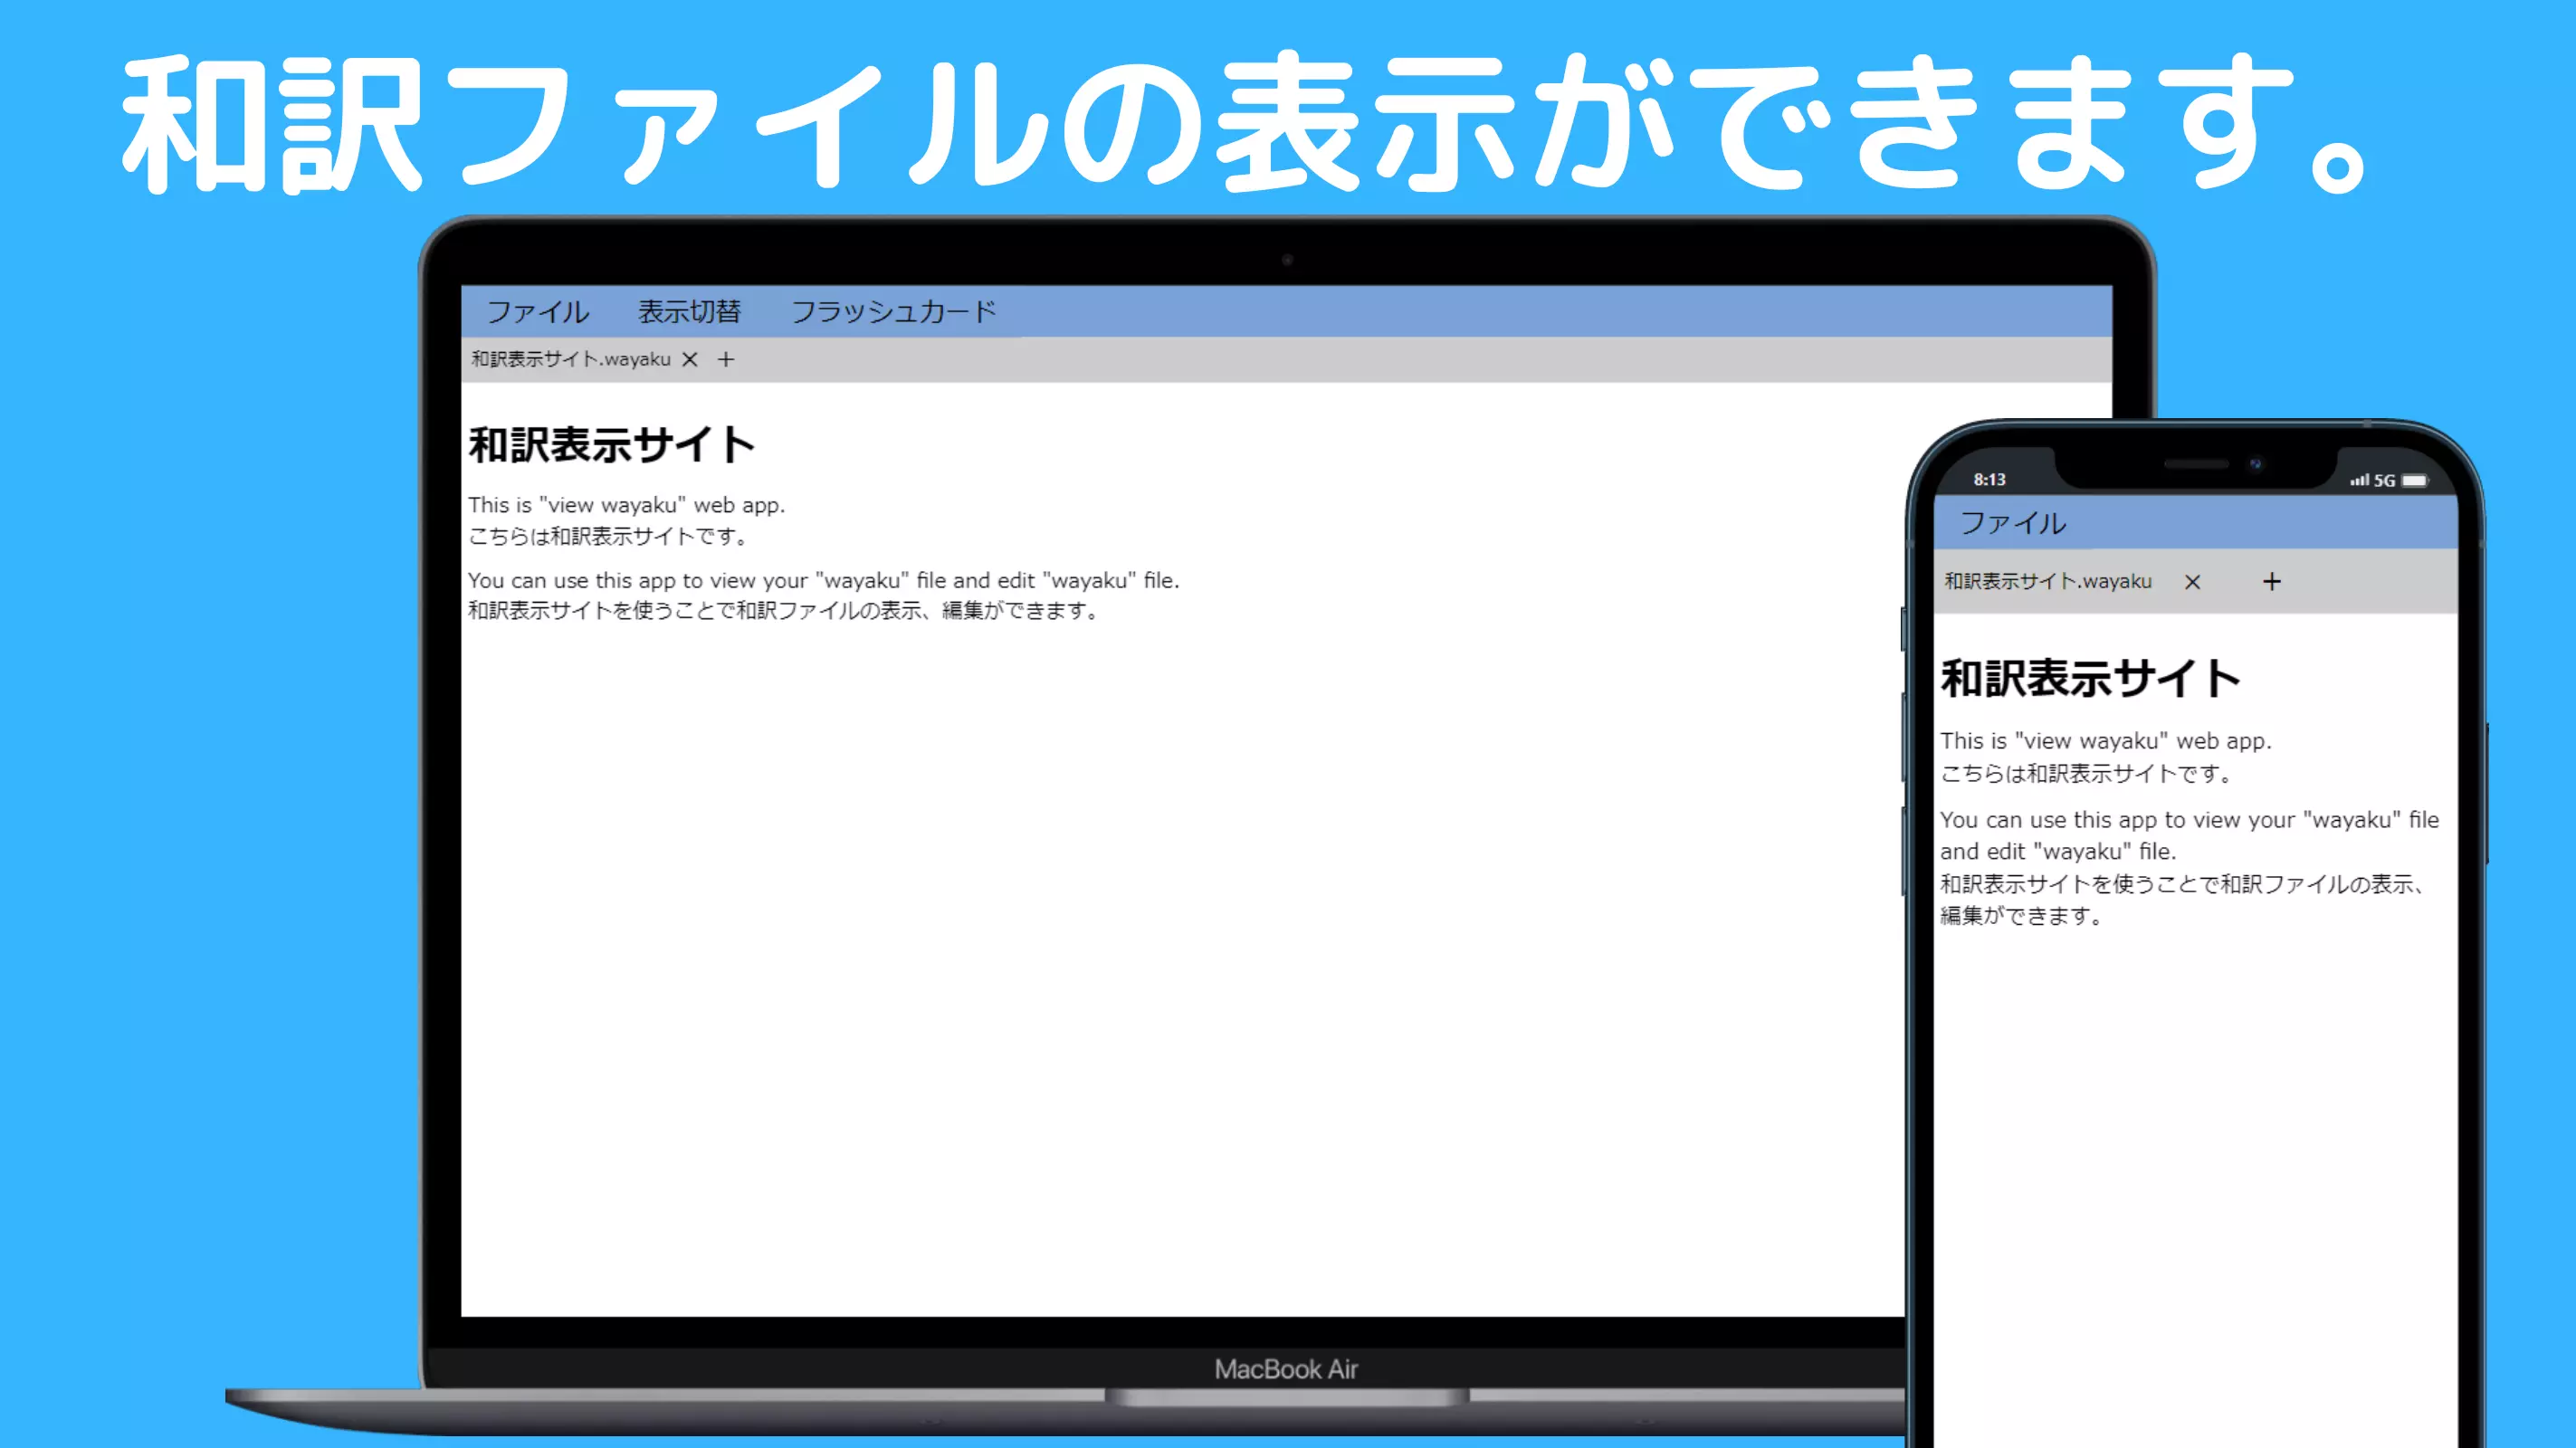 和訳ファイルの表示ができます。
ファイル 表示切替 フラッシュカード
和訳表示サイト.wayaku × +
和訳表示サイト
This is "view wayaku" web app.
こちらは和訳表示サイトです。
You can use this app to view your "wayaku" file and edit "wayaku" file.
和訳表示サイトを使うことで和訳ファイルの表示、編集ができます。
MacBook Air
8:13 5G
ファイル
和訳表示サイト.wayaku × +
和訳表示サイト
This is "view wayaku" web app.
こちらは和訳表示サイトです。
You can use this app to view your "wayaku" file
and edit "wayaku" file.
和訳表示サイトを使うことで和訳ファイルの表示、
編集ができます。